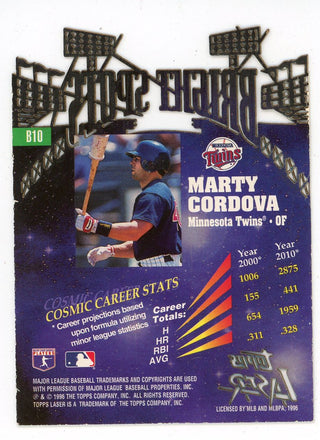 BRIGHT SPOTS
B10
MINNESOTA
Twins
MARTY
CORDOVA
Minnesota Twins® • OF
COSMIC CAREER STATS
COSMIC CAREER STATS
* Career projections based
upon formula utilizing
minor league statistics
Career
Totals:
H
HR
RBI
AVG
Year
2000*
1006
155
654
.311
Year
2010*
2875
441
1959
.328
MAJOR LEAGUE BASEBALL TRADEMARKS AND COPYRIGHTS ARE USED
WITH PERMISSION OF MAJOR LEAGUE BASEBALL PROPERTIES, INC.
® & © 1996 THE TOPPS COMPANY, INC. ALL RIGHTS RESERVED.
TOPPS LASER IS A TRADEMARK OF THE TOPPS COMPANY, INC.
TOPPS
LASER
LICENSED BY MLB AND MLBPA, 1996